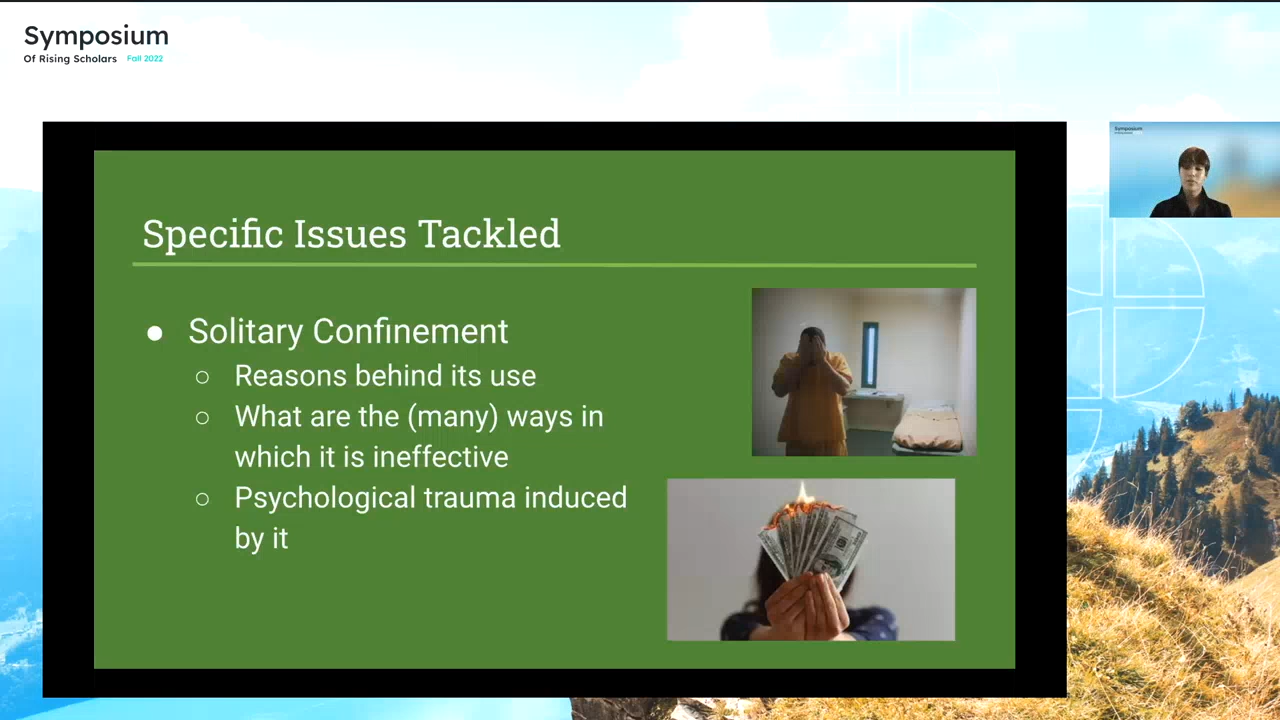 Symposium
Of Rising Scholars Fall 2022
Symposium
Specific Issues Tackled
● Solitary Confinement
○ Reasons behind its use
○ What are the (many) ways in
which it is ineffective
○ Psychological trauma induced
by it